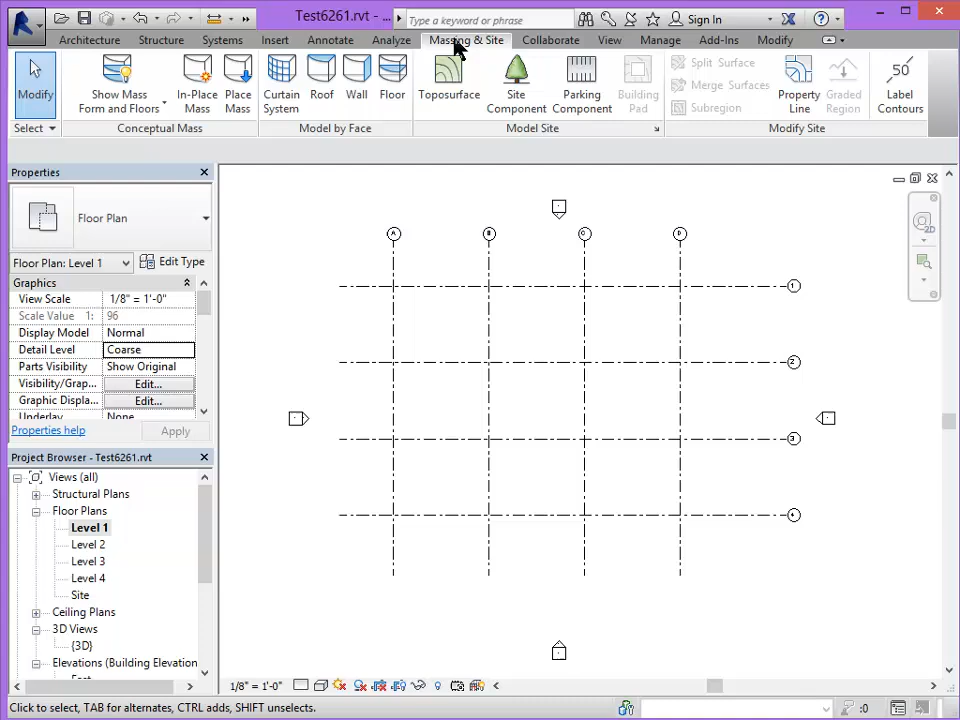 Test6261.rvt - ...
Type a keyword or phrase
Sign In
Architecture Structure Systems Insert Annotate Analyze Massing & Site Collaborate View Manage Add-Ins Modify
Modify
Show Mass
Form and Floors
In-Place
Mass
Place
Mass
Curtain
System
Roof
Wall
Floor
Toposurface
Site
Component
Parking
Component
Building
Pad
Split Surface
Merge Surfaces
Subregion
Property
Line
Graded
Region
50
Label
Contours
Select
Conceptual Mass
Model by Face
Model Site
Modify Site
Properties
Floor Plan
Floor Plan: Level 1
Edit Type
Graphics
View Scale 1/8" = 1'-0"
Scale Value 1: 96
Display Model Normal
Detail Level Coarse
Parts Visibility Show Original
Visibility/Grap... Edit...
Graphic Displa... Edit...
Underlay None
Properties help
Apply
Project Browser - Test6261.rvt
Views (all)
Structural Plans
Floor Plans
Level 1
Level 2
Level 3
Level 4
Site
Ceiling Plans
3D Views
{3D}
Elevations (Building Elevation
East
A B C D
1
2
3
4
2D
1/8" = 1'-0"
Click to select, TAB for alternates, CTRL adds, SHIFT unselects.
:0